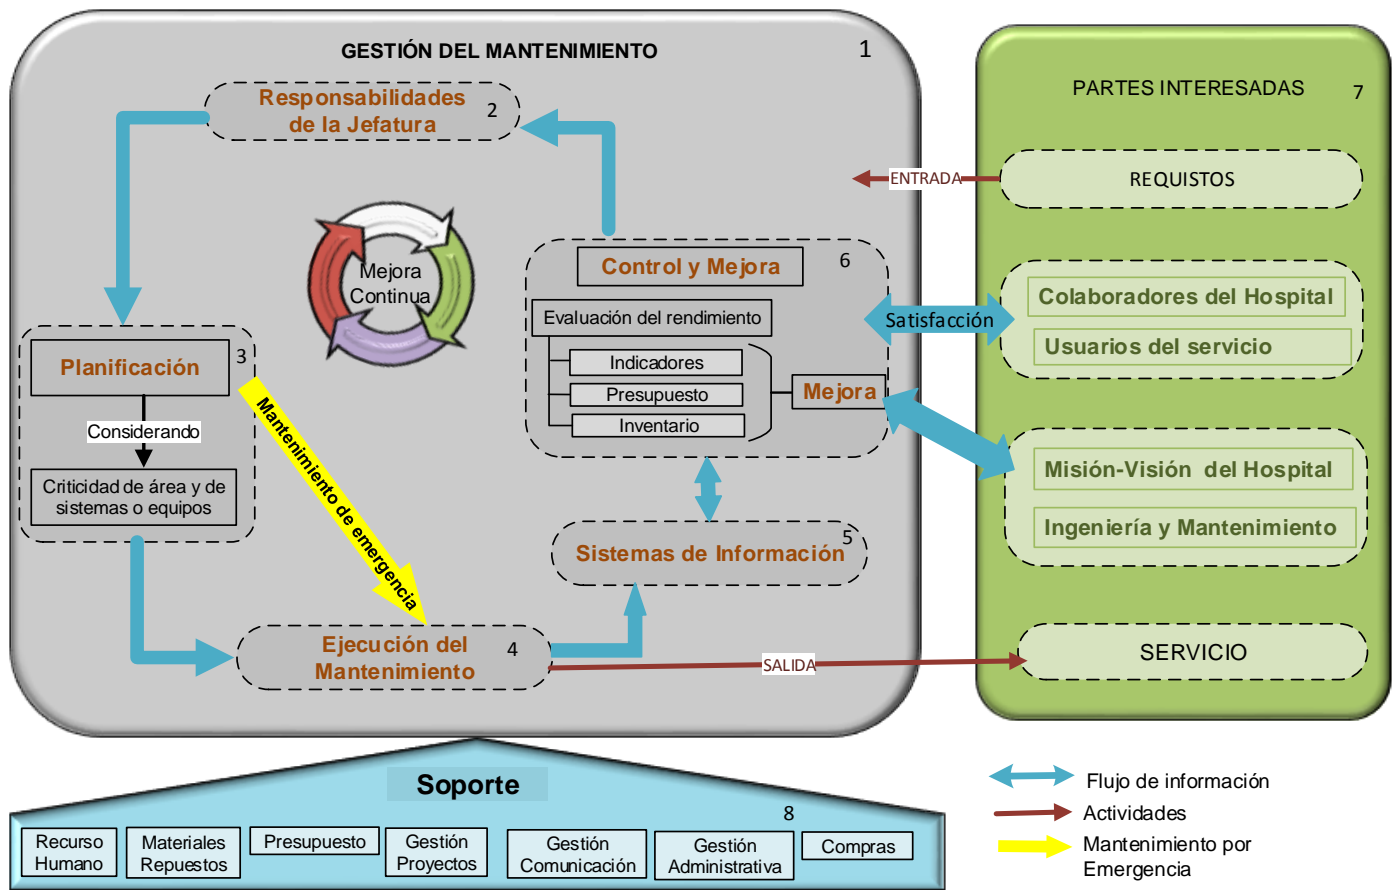 GESTIÓN DEL MANTENIMIENTO
1
Responsabilidades
de la Jefatura
2
Mejora
Continua
Planificación
3
Considerando
Criticidad de área y de
sistemas o equipos
Mantenimiento de emergencia
Ejecución del
Mantenimiento
4
Sistemas de Información
5
Control y Mejora
6
Evaluación del rendimiento
Indicadores
Presupuesto
Inventario
Mejora
ENTRADA
Satisfacción
SALIDA
PARTES INTERESADAS
7
REQUISTOS
Colaboradores del Hospital
Usuarios del servicio
Misión-Visión del Hospital
Ingeniería y Mantenimiento
SERVICIO
Soporte
8
Recurso
Humano
Materiales
Repuestos
Presupuesto
Gestión
Proyectos
Gestión
Comunicación
Gestión
Administrativa
Compras
Flujo de información
Actividades
Mantenimiento por
Emergencia